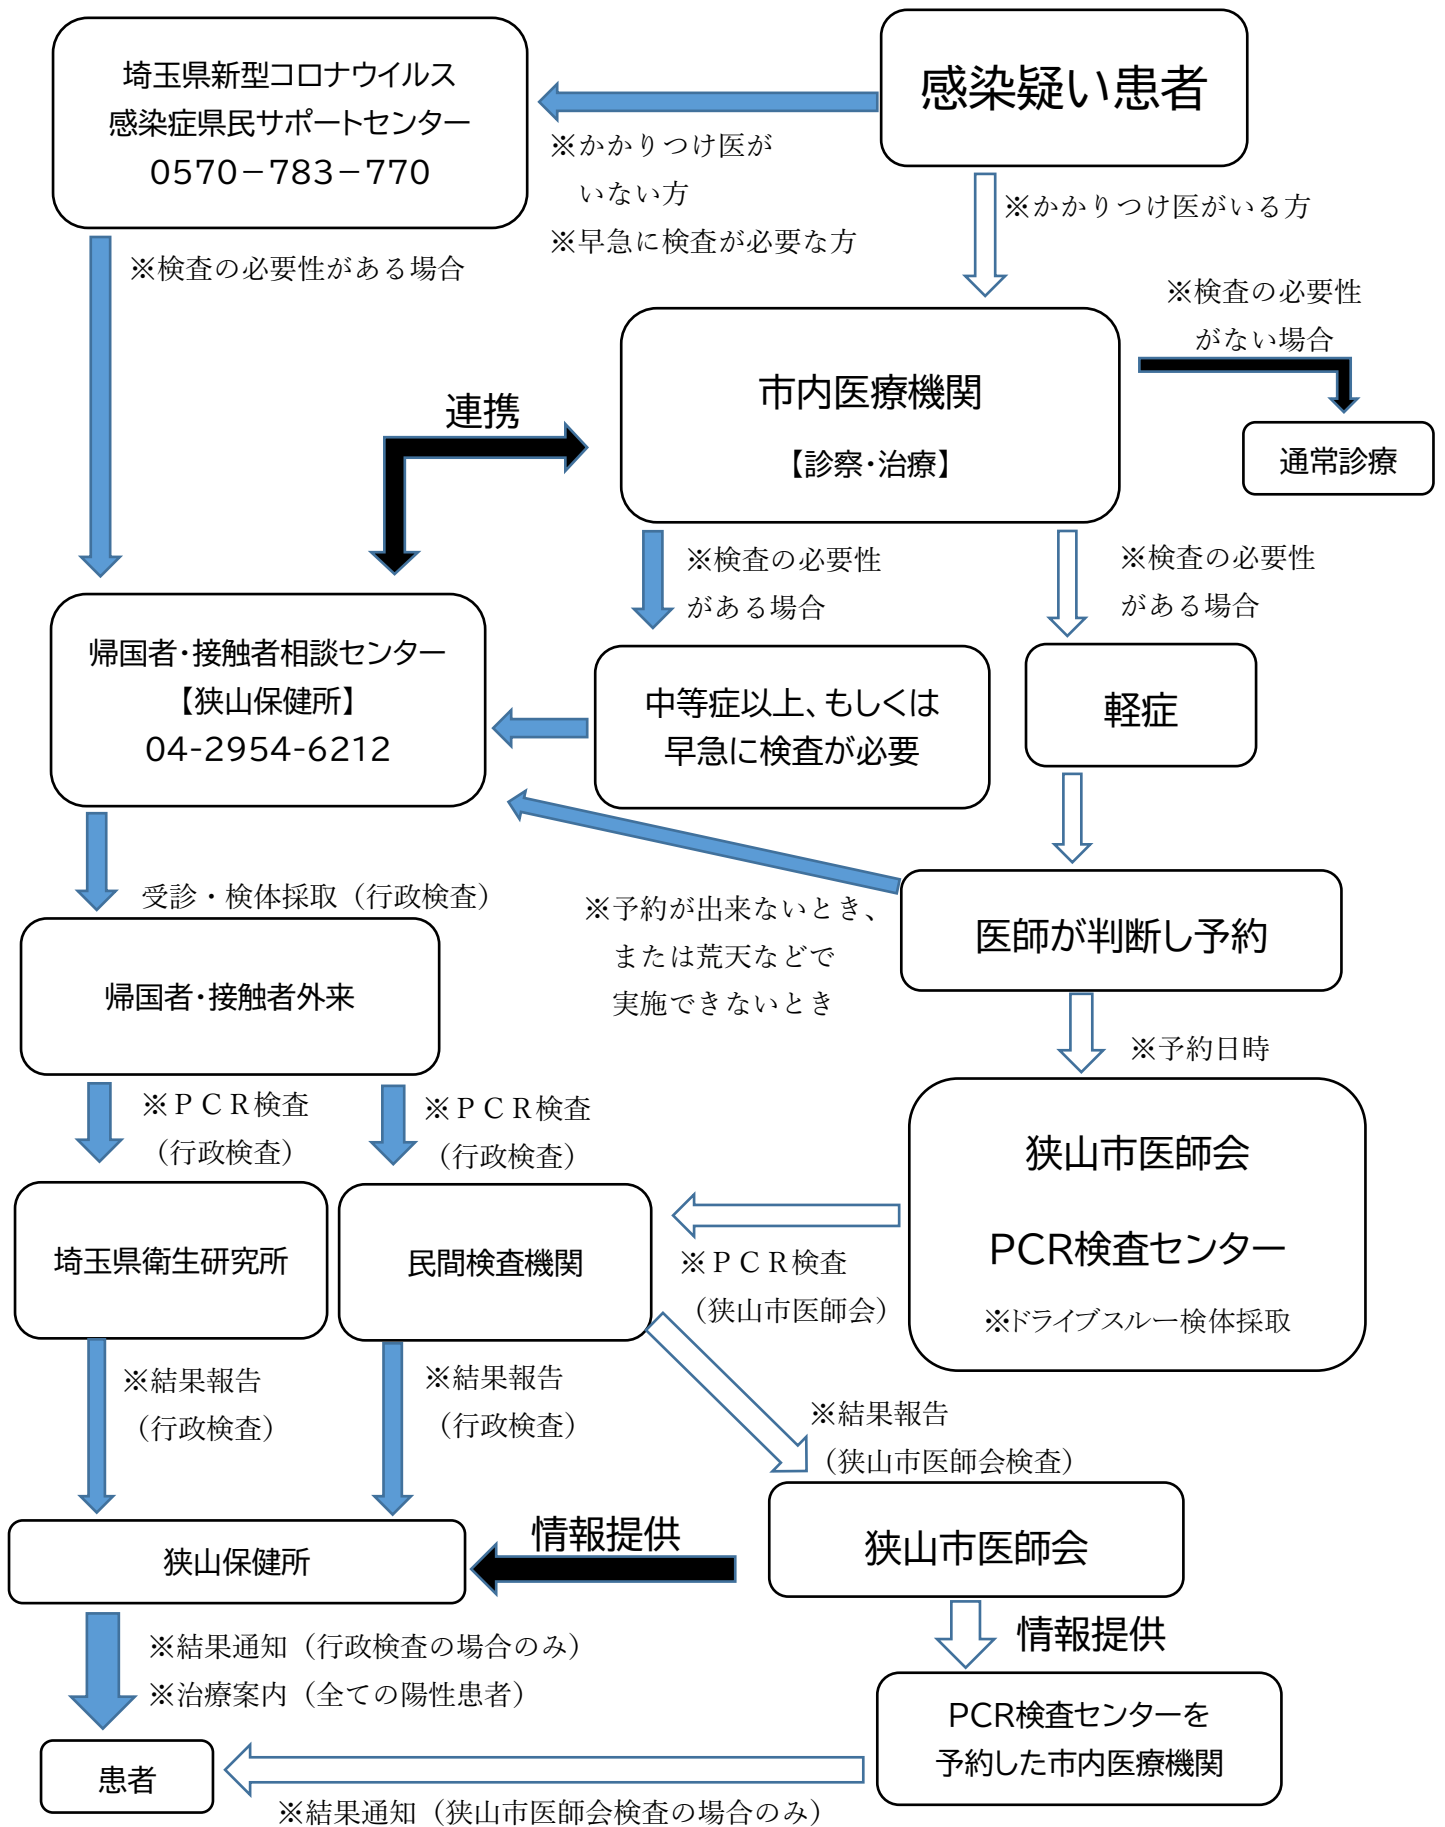 感染疑い患者
埼玉県新型コロナウイルス
感染症県民サポートセンター
0570－783－770
※かかりつけ医が
いない方
※早急に検査が必要な方
※かかりつけ医がいる方
※検査の必要性がある場合
※検査の必要性
がない場合
市内医療機関
【診察・治療】
連携
通常診療
※検査の必要性
がある場合
※検査の必要性
がある場合
帰国者・接触者相談センター
【狭山保健所】
04-2954-6212
中等症以上、もしくは
早急に検査が必要
軽症
受診・検体採取（行政検査）
※予約が出来ないとき、
または荒天などで
実施できないとき
医師が判断し予約
帰国者・接触者外来
※予約日時
※ＰＣＲ検査
（行政検査）
※ＰＣＲ検査
（行政検査）
狭山市医師会
PCR検査センター
※ドライブスルー検体採取
埼玉県衛生研究所
民間検査機関
※ＰＣＲ検査
（狭山市医師会）
※結果報告
（行政検査）
※結果報告
（行政検査）
※結果報告
（狭山市医師会検査）
狭山保健所
情報提供
狭山市医師会
※結果通知（行政検査の場合のみ）
※治療案内（全ての陽性患者）
情報提供
PCR検査センターを
予約した市内医療機関
患者
※結果通知（狭山市医師会検査の場合のみ）